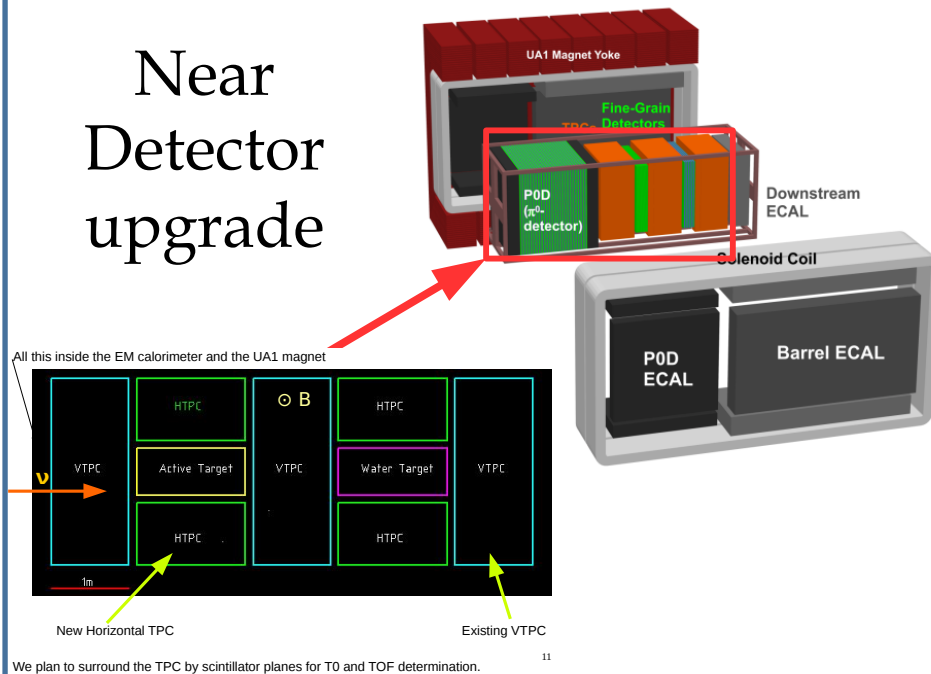 Near
Detector
upgrade
UA1 Magnet Yoke
Fine-Grain
TPCs Detectors
P0D
(π⁰-
detector)
Downstream
ECAL
Solenoid Coil
P0D
ECAL
Barrel ECAL
All this inside the EM calorimeter and the UA1 magnet
HTPC
⊙ B
HTPC
ν
VTPC
Active Target
VTPC
Water Target
VTPC
HTPC
HTPC
1m
New Horizontal TPC
Existing VTPC
11
We plan to surround the TPC by scintillator planes for T0 and TOF determination.